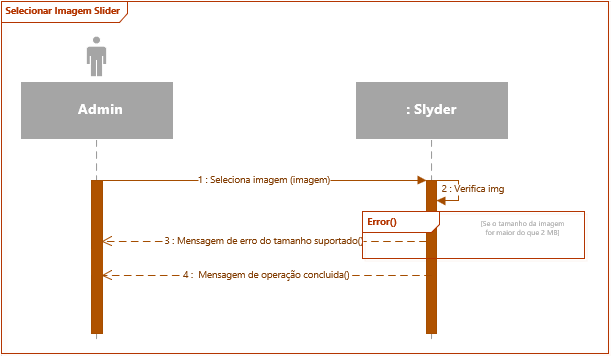 Selecionar Imagem Slider
Admin
: Slyder
1 : Seleciona imagem (imagem)
2 : Verifica img
Error()
[Se o tamanho da imagem
for maior do que 2 MB]
3 : Mensagem de erro do tamanho suportado()
4 : Mensagem de operação concluida()